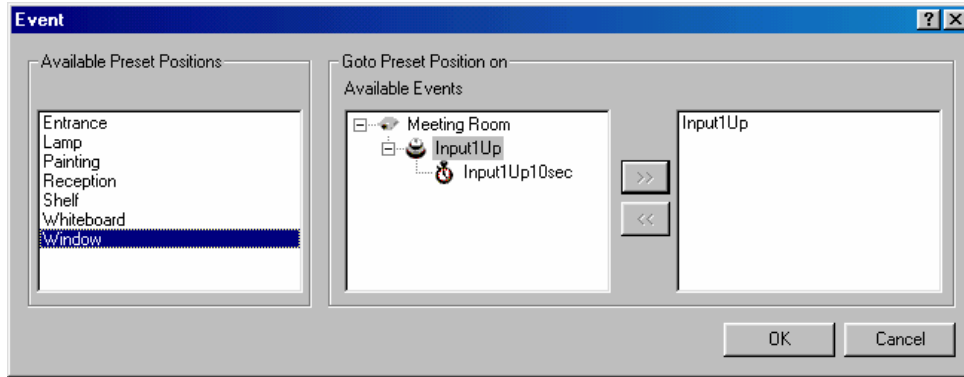 Event
Available Preset Positions
Entrance
Lamp
Painting
Reception
Shelf
Whiteboard
Window
Goto Preset Position on
Available Events
Meeting Room
Input1Up
Input1Up10sec
>>
<<
Input1Up
OK
Cancel